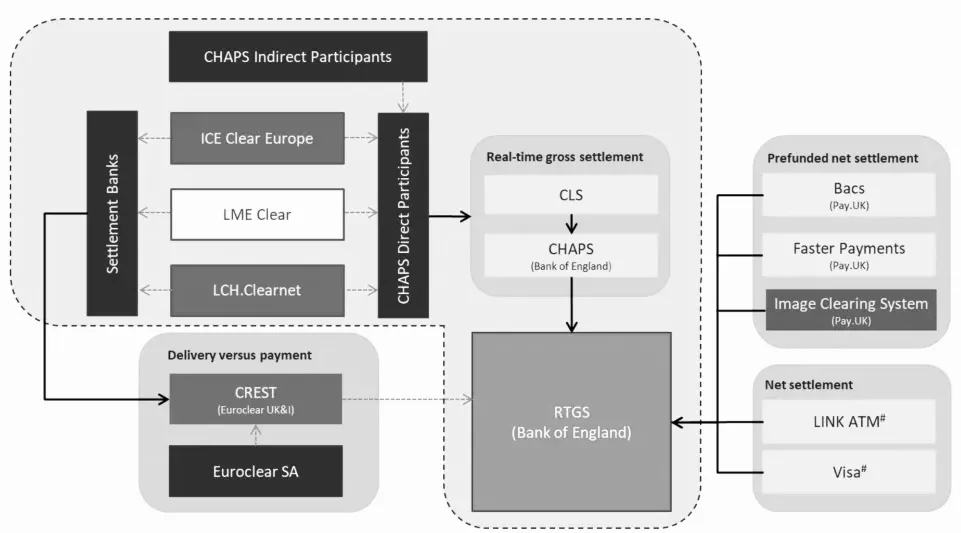 CHAPS Indirect Participants
Settlement Banks
ICE Clear Europe
LME Clear
LCH.Clearnet
CHAPS Direct Participants
Real-time gross settlement
CLS
CHAPS
(Bank of England)
Prefunded net settlement
Bacs
(Pay.UK)
Faster Payments
(Pay.UK)
Image Clearing System
(Pay.UK)
Delivery versus payment
CREST
(Euroclear UK&I)
Euroclear SA
RTGS
(Bank of England)
Net settlement
LINK ATM#
Visa#